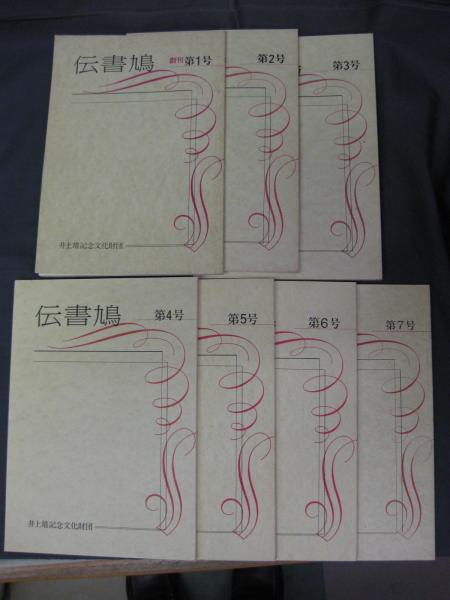 伝書鳩 創刊 第1号
第2号
第3号
井上靖記念文化財団
伝書鳩 第4号
第5号
第6号
第7号
井上靖記念文化財団